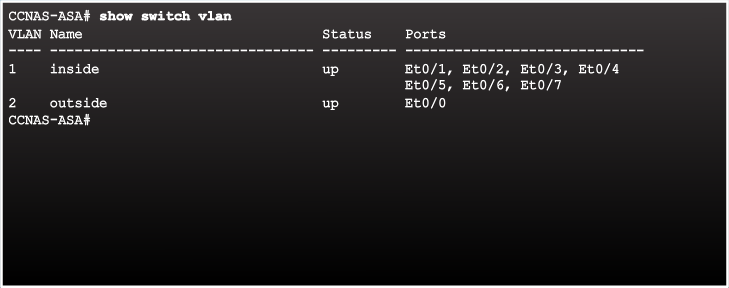 CCNAS-ASA# show switch vlan
VLAN Name                             Status    Ports
---- -------------------------------- --------- -----------------------------
1    inside                           up        Et0/1, Et0/2, Et0/3, Et0/4
                                                Et0/5, Et0/6, Et0/7
2    outside                          up        Et0/0
CCNAS-ASA#